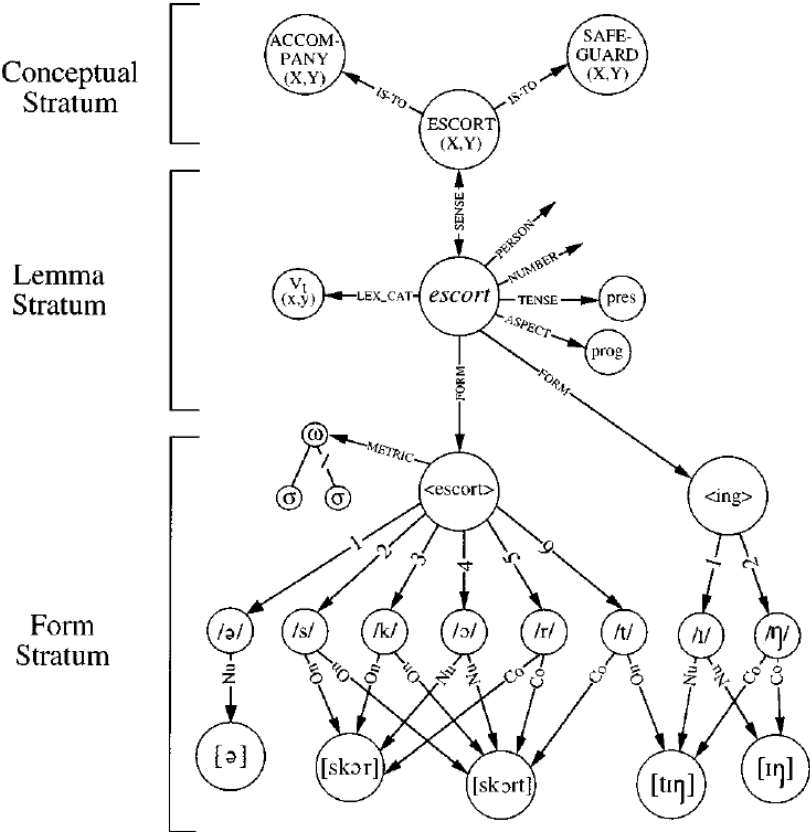 Conceptual
Stratum
ACCOM-
PANY
(X,Y)
SAFE-
GUARD
(X,Y)
IS-TO
IS-TO
ESCORT
(X,Y)
SENSE
Lemma
Stratum
PERSON
NUMBER
Vt
(x,y)
LEX_CAT
escort
TENSE
pres
ASPECT
prog
FORM
FORM
Form
Stratum
ω
METRIC
σ
σ
<escort>
<ing>
1
2
3
4
5
6
1
2
/ə/
/s/
/k/
/ɔ/
/r/
/t/
/ɪ/
/ŋ/
Nu
On
On
On
On
Nu
Nu
Co
Co
Co
On
Nu
Nu
Co
Co
[ə]
[skɔr]
[skɔrt]
[tɪŋ]
[ɪŋ]